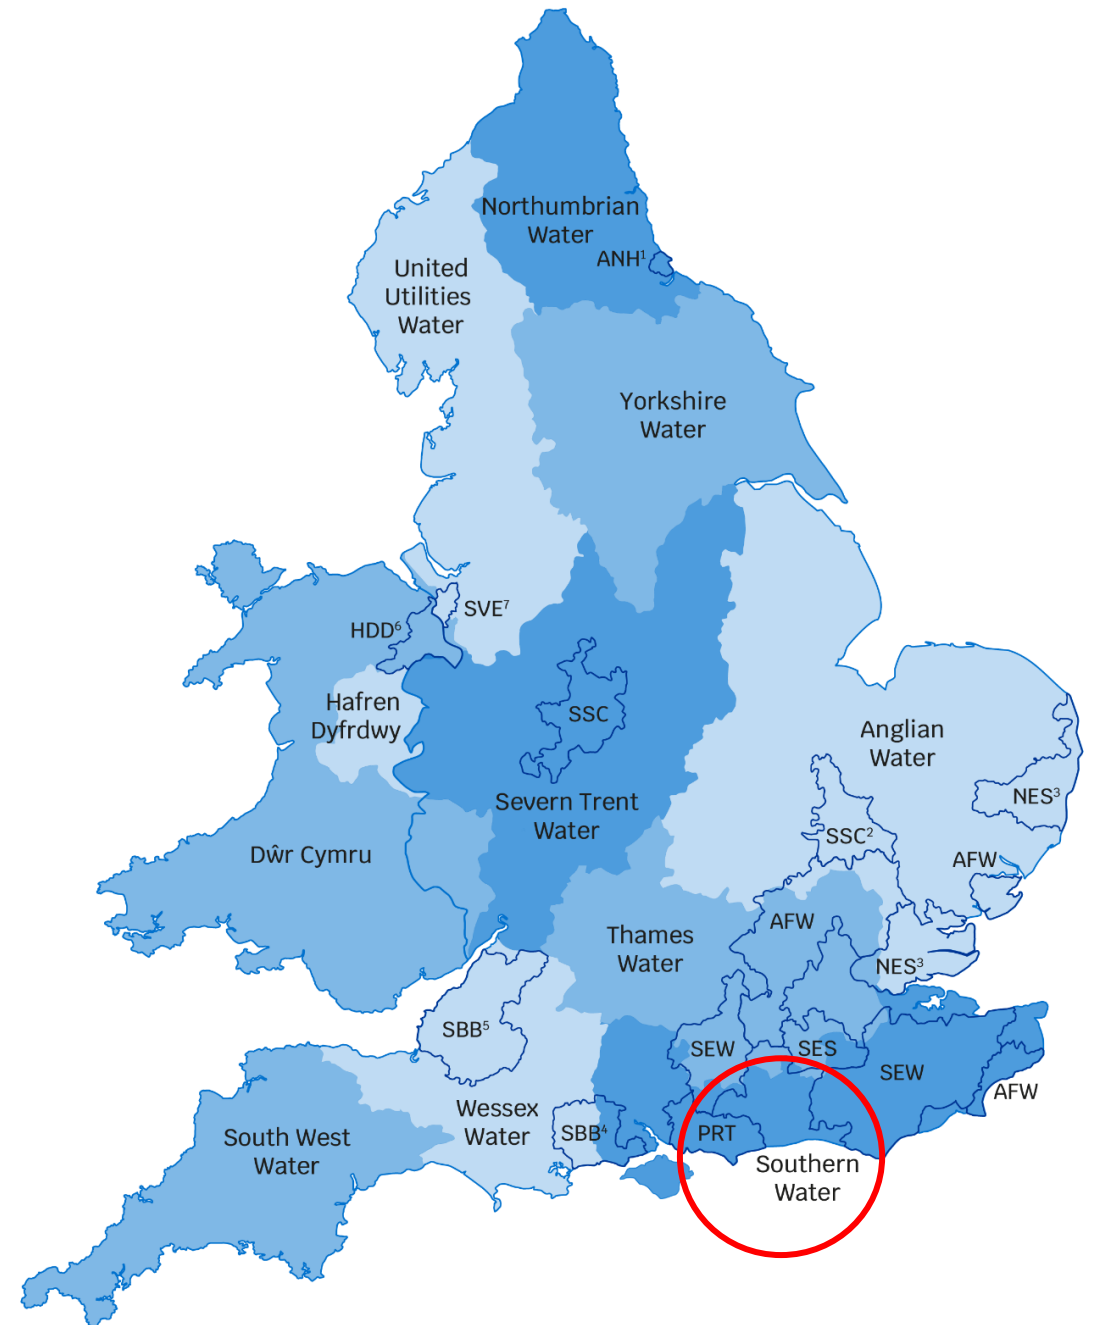 Northumbrian
Water
ANH¹
United
Utilities
Water
Yorkshire
Water
SVE⁷
HDD⁶
Hafren
Dyfrdwy
SSC
Anglian
Water
NES³
Severn Trent
Water
SSC²
Dŵr Cymru
AFW
AFW
Thames
Water
NES³
SBB⁵
SEW
SES
SEW
AFW
Wessex
Water
SBB⁴
PRT
South West
Water
Southern
Water